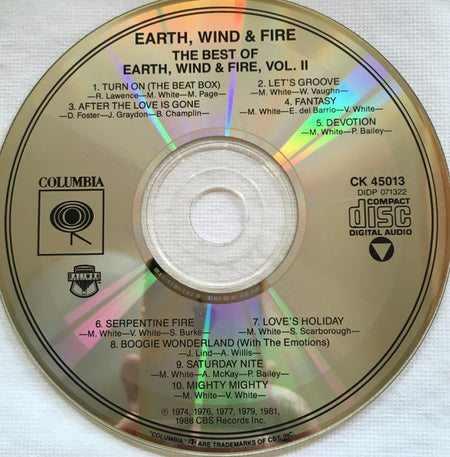 EARTH, WIND & FIRE
THE BEST OF
EARTH, WIND & FIRE, VOL. II
1. TURN ON (THE BEAT BOX)
—R. Lawence—M. White—M. Page—
2. LET'S GROOVE
—M. White—W. Vaughn—
3. AFTER THE LOVE IS GONE
—D. Foster—J. Graydon—B. Champlin—
4. FANTASY
—M. White—E. del Barrio—V. White—
5. DEVOTION
—M. White—P. Bailey—
COLUMBIA
KALIMBA
CK 45013
DIDP 071322
COMPACT
disc
DIGITAL AUDIO
6. SERPENTINE FIRE
—M. White—V. White—S. Burke—
7. LOVE'S HOLIDAY
—M. White—S. Scarborough—
8. BOOGIE WONDERLAND (With The Emotions)
—J. Lind—A. Willis—
9. SATURDAY NITE
—M. White—A. McKay—P. Bailey—
10. MIGHTY MIGHTY
—M. White—V. White—
℗ 1974, 1976, 1977, 1979, 1981,
1988 CBS Records Inc.
"COLUMBIA," ARE TRADEMARKS OF CBS INC.